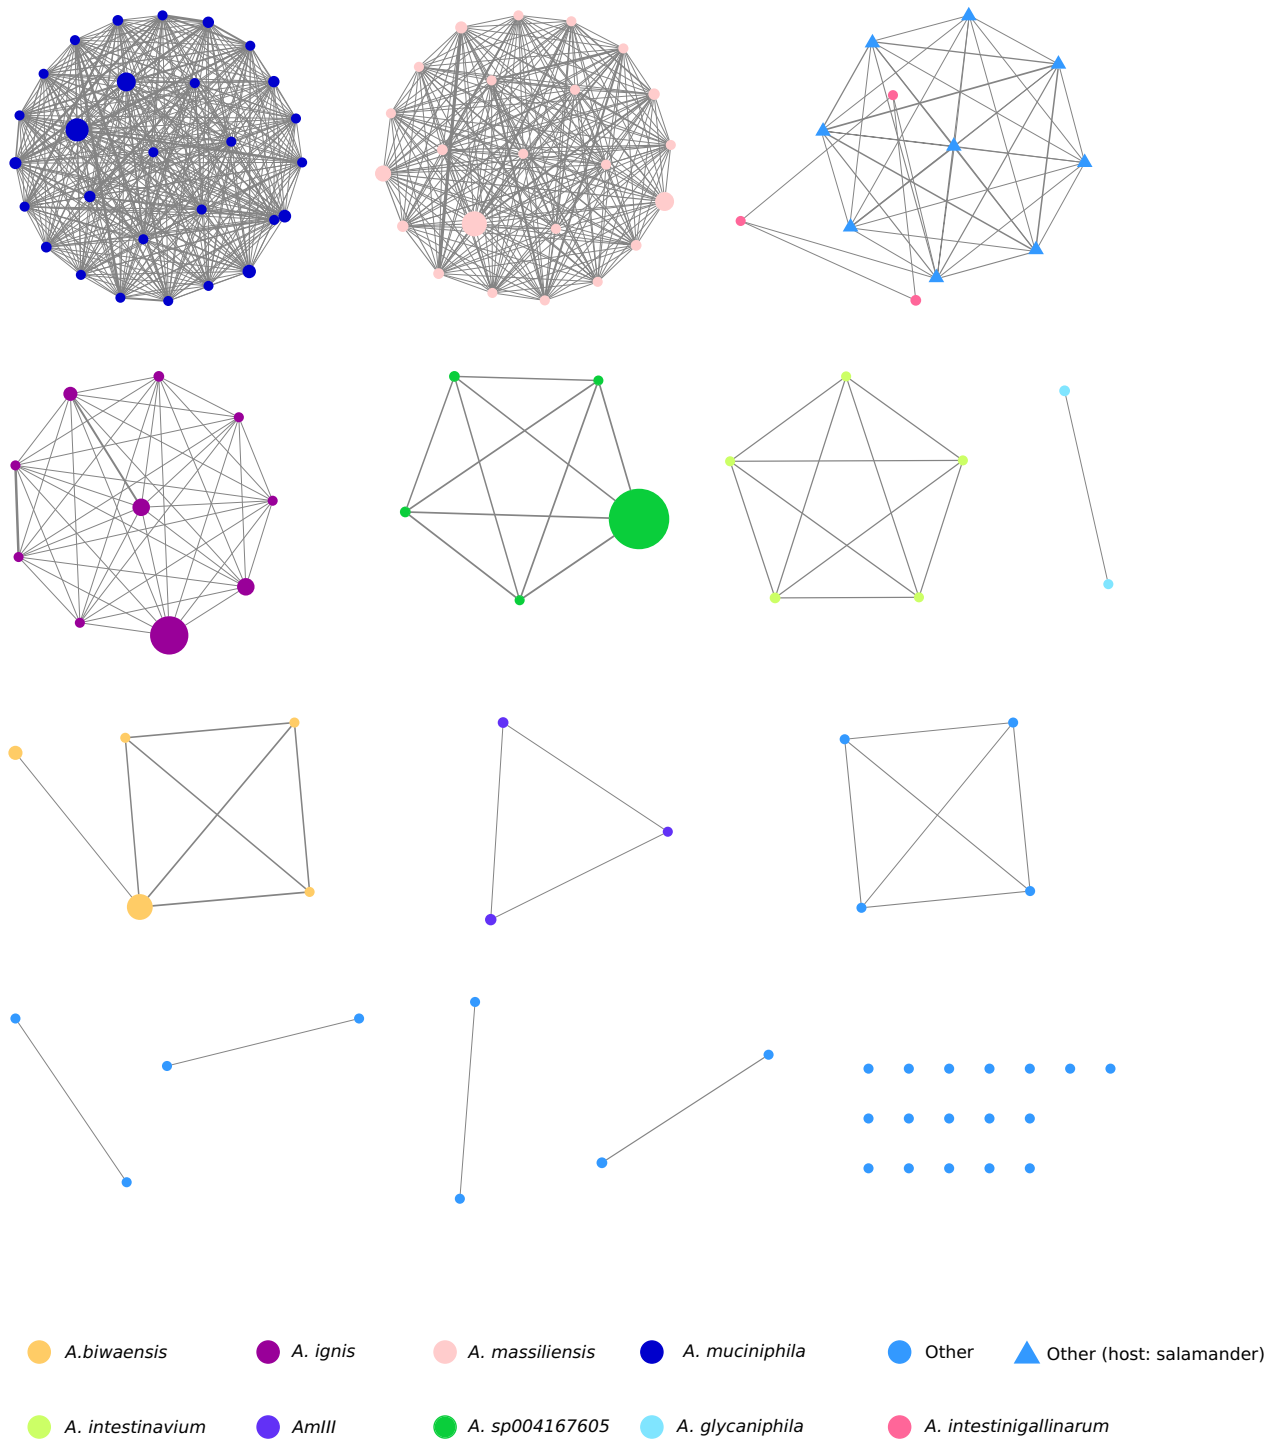 A.biwaensis A. ignis A. massiliensis A. muciniphila Other Other (host: salamander)
A. intestinavium AmIII A. sp004167605 A. glycaniphila A. intestinigallinarum